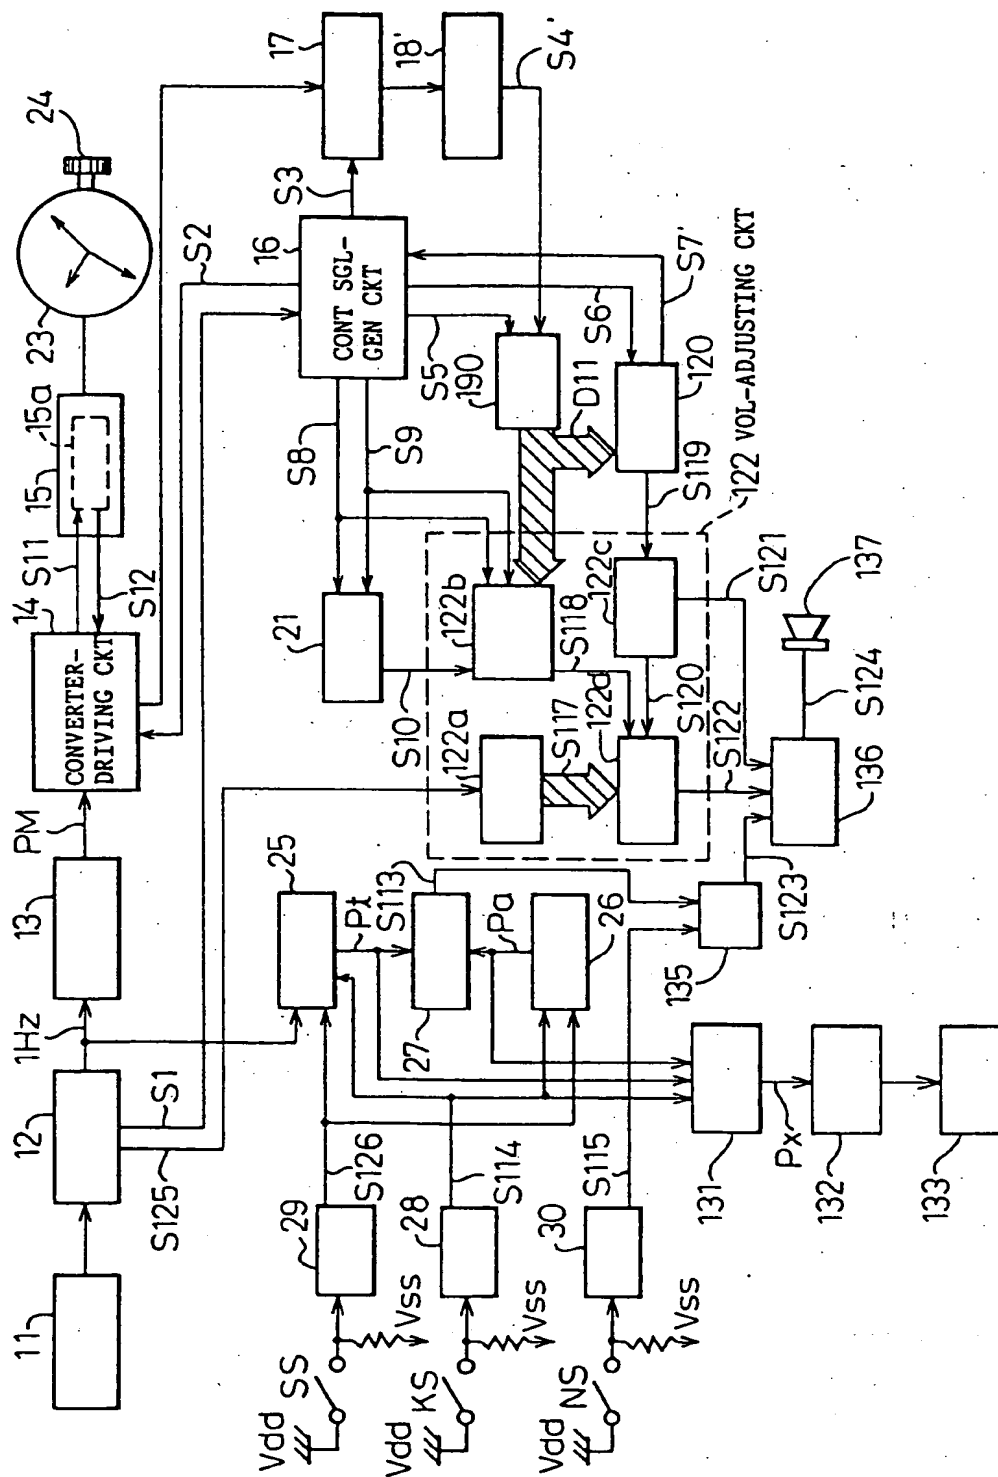 11
12
1Hz
13
PM
14
CONVERTER-
DRIVING CKT
S11
S12
15
15a
23
24
S125
S1
S2
16
CONT SGL-
GEN CKT
S3
17
18'
S4'
S8
S9
S5
190
S6
S7'
D11
120
S119
21
S10
122b
122a
S117
S118
122d
122c
S120
S121
S122
122 VOL-ADJUSTING CKT
25
Pt
S113
27
Pa
26
Vdd
SS
Vss
29
S126
Vdd
KS
Vss
28
S114
Vdd
NS
Vss
30
S115
131
Px
132
133
135
S123
136
S124
137